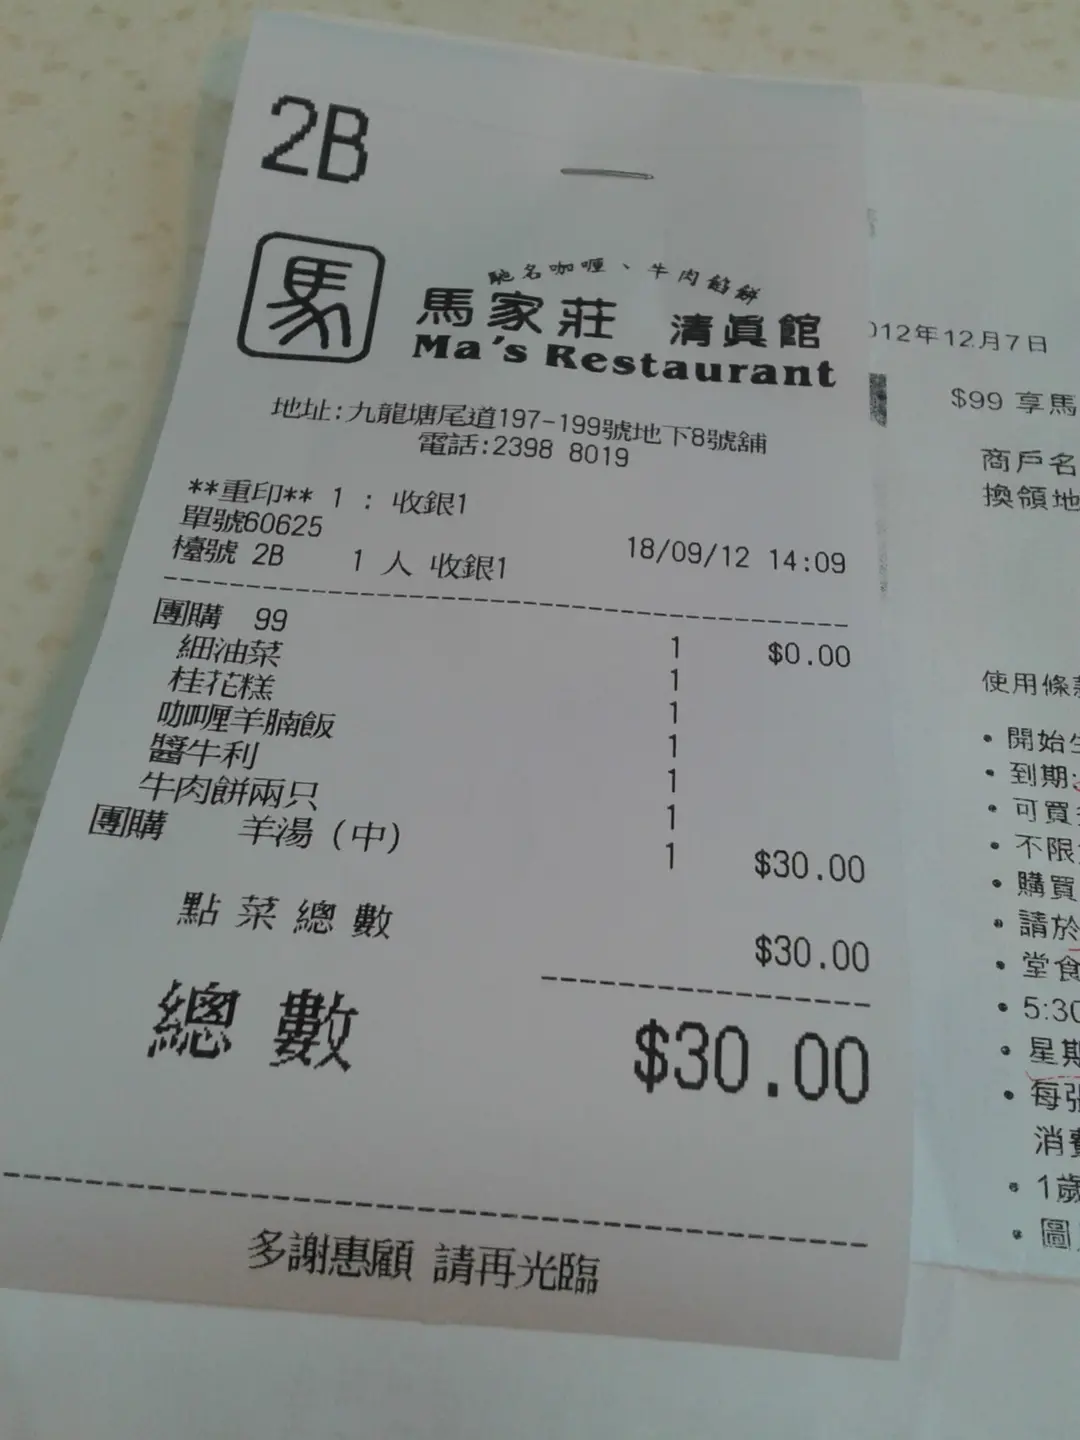 2B
馬
馳名咖喱、牛肉餡餅
馬家莊 清真館
Ma's Restaurant
地址:九龍塘尾道197-199號地下8號舖
電話:2398 8019
**重印** 1 : 收銀1
單號60625
18/09/12 14:09
檯號 2B 1 人 收銀1
團購 99 1 $0.00
細油菜 1
桂花糕 1
咖喱羊腩飯 1
醬牛利 1
牛肉餅兩只 1
團購 羊湯(中) 1 $30.00
點菜總數 $30.00
總數 $30.00
多謝惠顧 請再光臨
012年12月7日
$99 享馬
商戶名
換領地
使用條款
• 開始
• 到期:
• 可買
• 不限
• 購買
• 請於
• 堂食
• 5:30
• 星期
• 每張
消費
• 1歲
• 圖